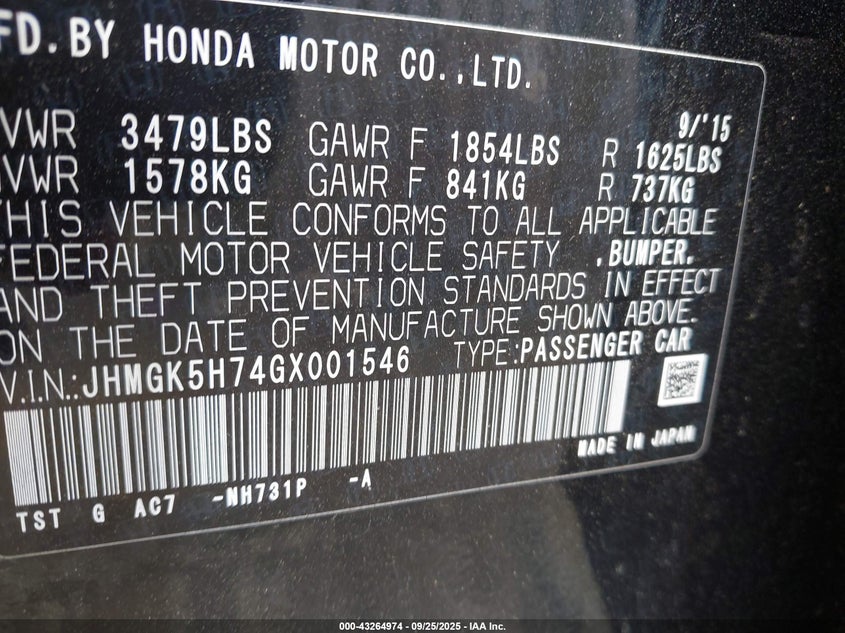 FD. BY HONDA MOTOR CO.,LTD.
9/'15
VWR 3479LBS GAWR F 1854LBS R 1625LBS
VWR 1578KG GAWR F 841KG R 737KG
THIS VEHICLE CONFORMS TO ALL APPLICABLE
FEDERAL MOTOR VEHICLE SAFETY ,BUMPER,
AND THEFT PREVENTION STANDARDS IN EFFECT
ON THE DATE OF MANUFACTURE SHOWN ABOVE.
V.I.N.:JHMGK5H74GX001546 TYPE:PASSENGER CAR
MADE IN JAPAN
TST G AC7 -NH731P -A
000-43264974 - 09/25/2025 - IAA Inc.